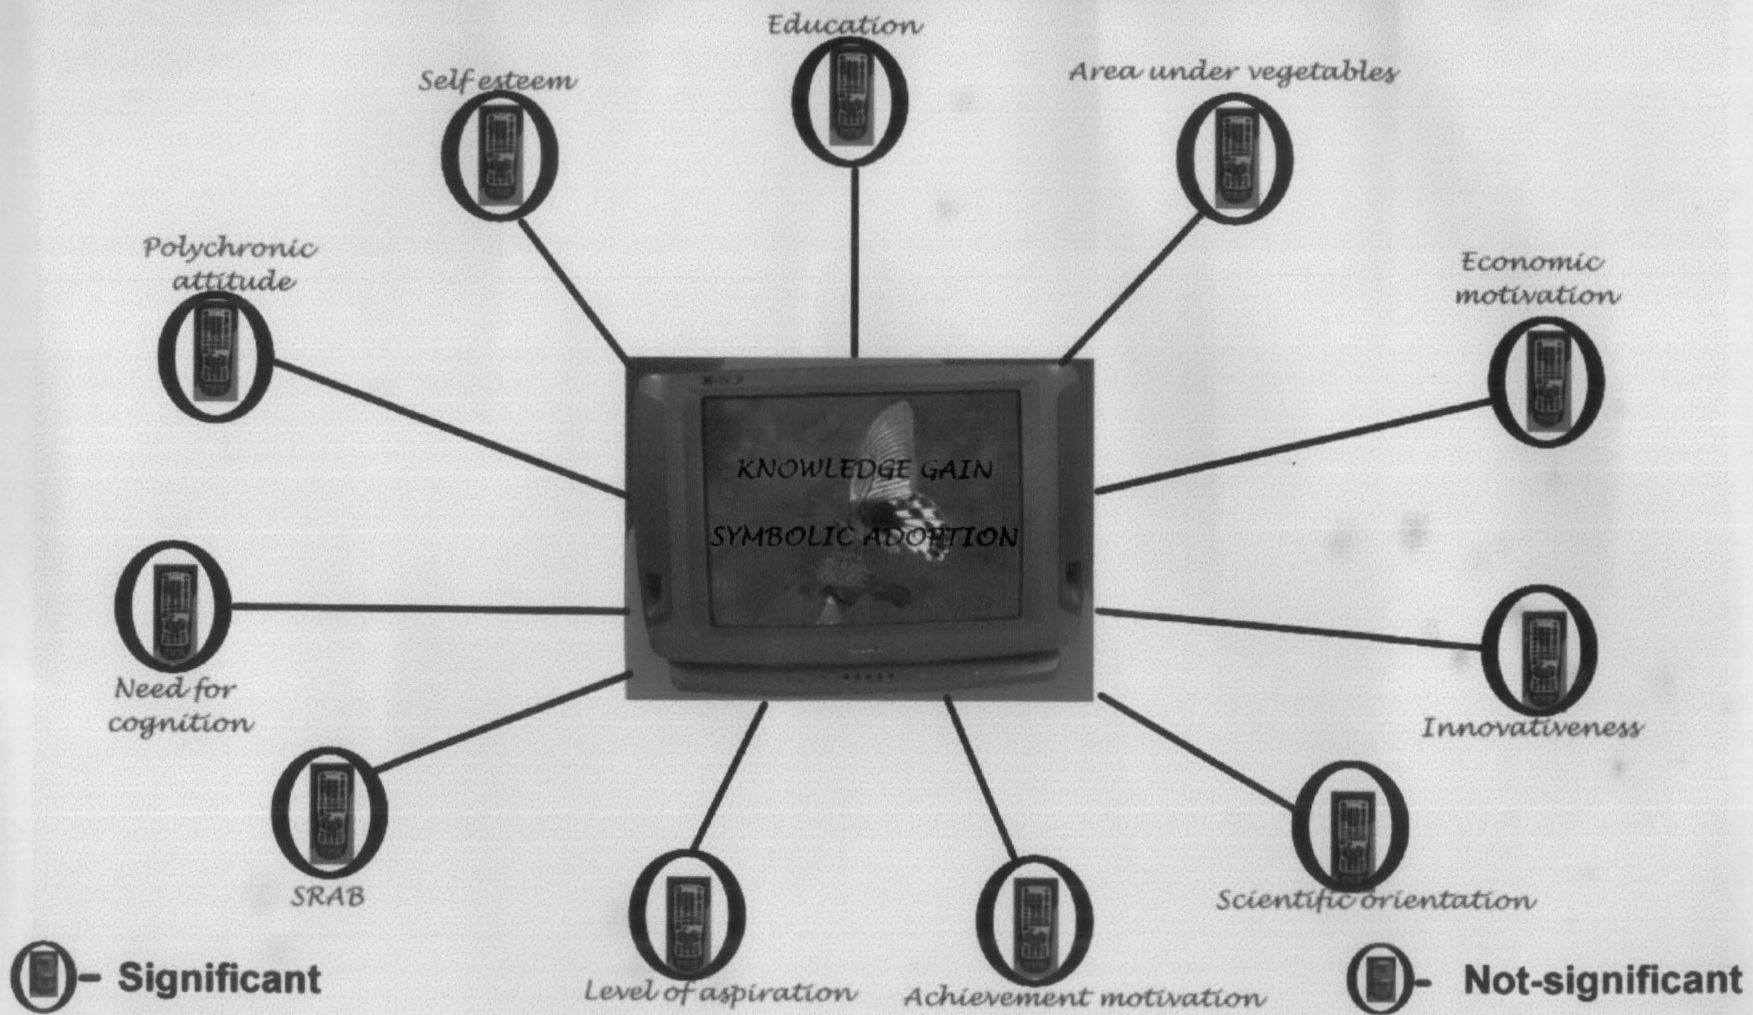 Education
Self esteem
Area under vegetables
Polychronic
attitude
Economic
motivation
KNOWLEDGE GAIN
SYMBOLIC ADOPTION
Need for
cognition
Innovativeness
SRAB
Scientific orientation
Level of aspiration
Achievement motivation
- Significant
- Not-significant